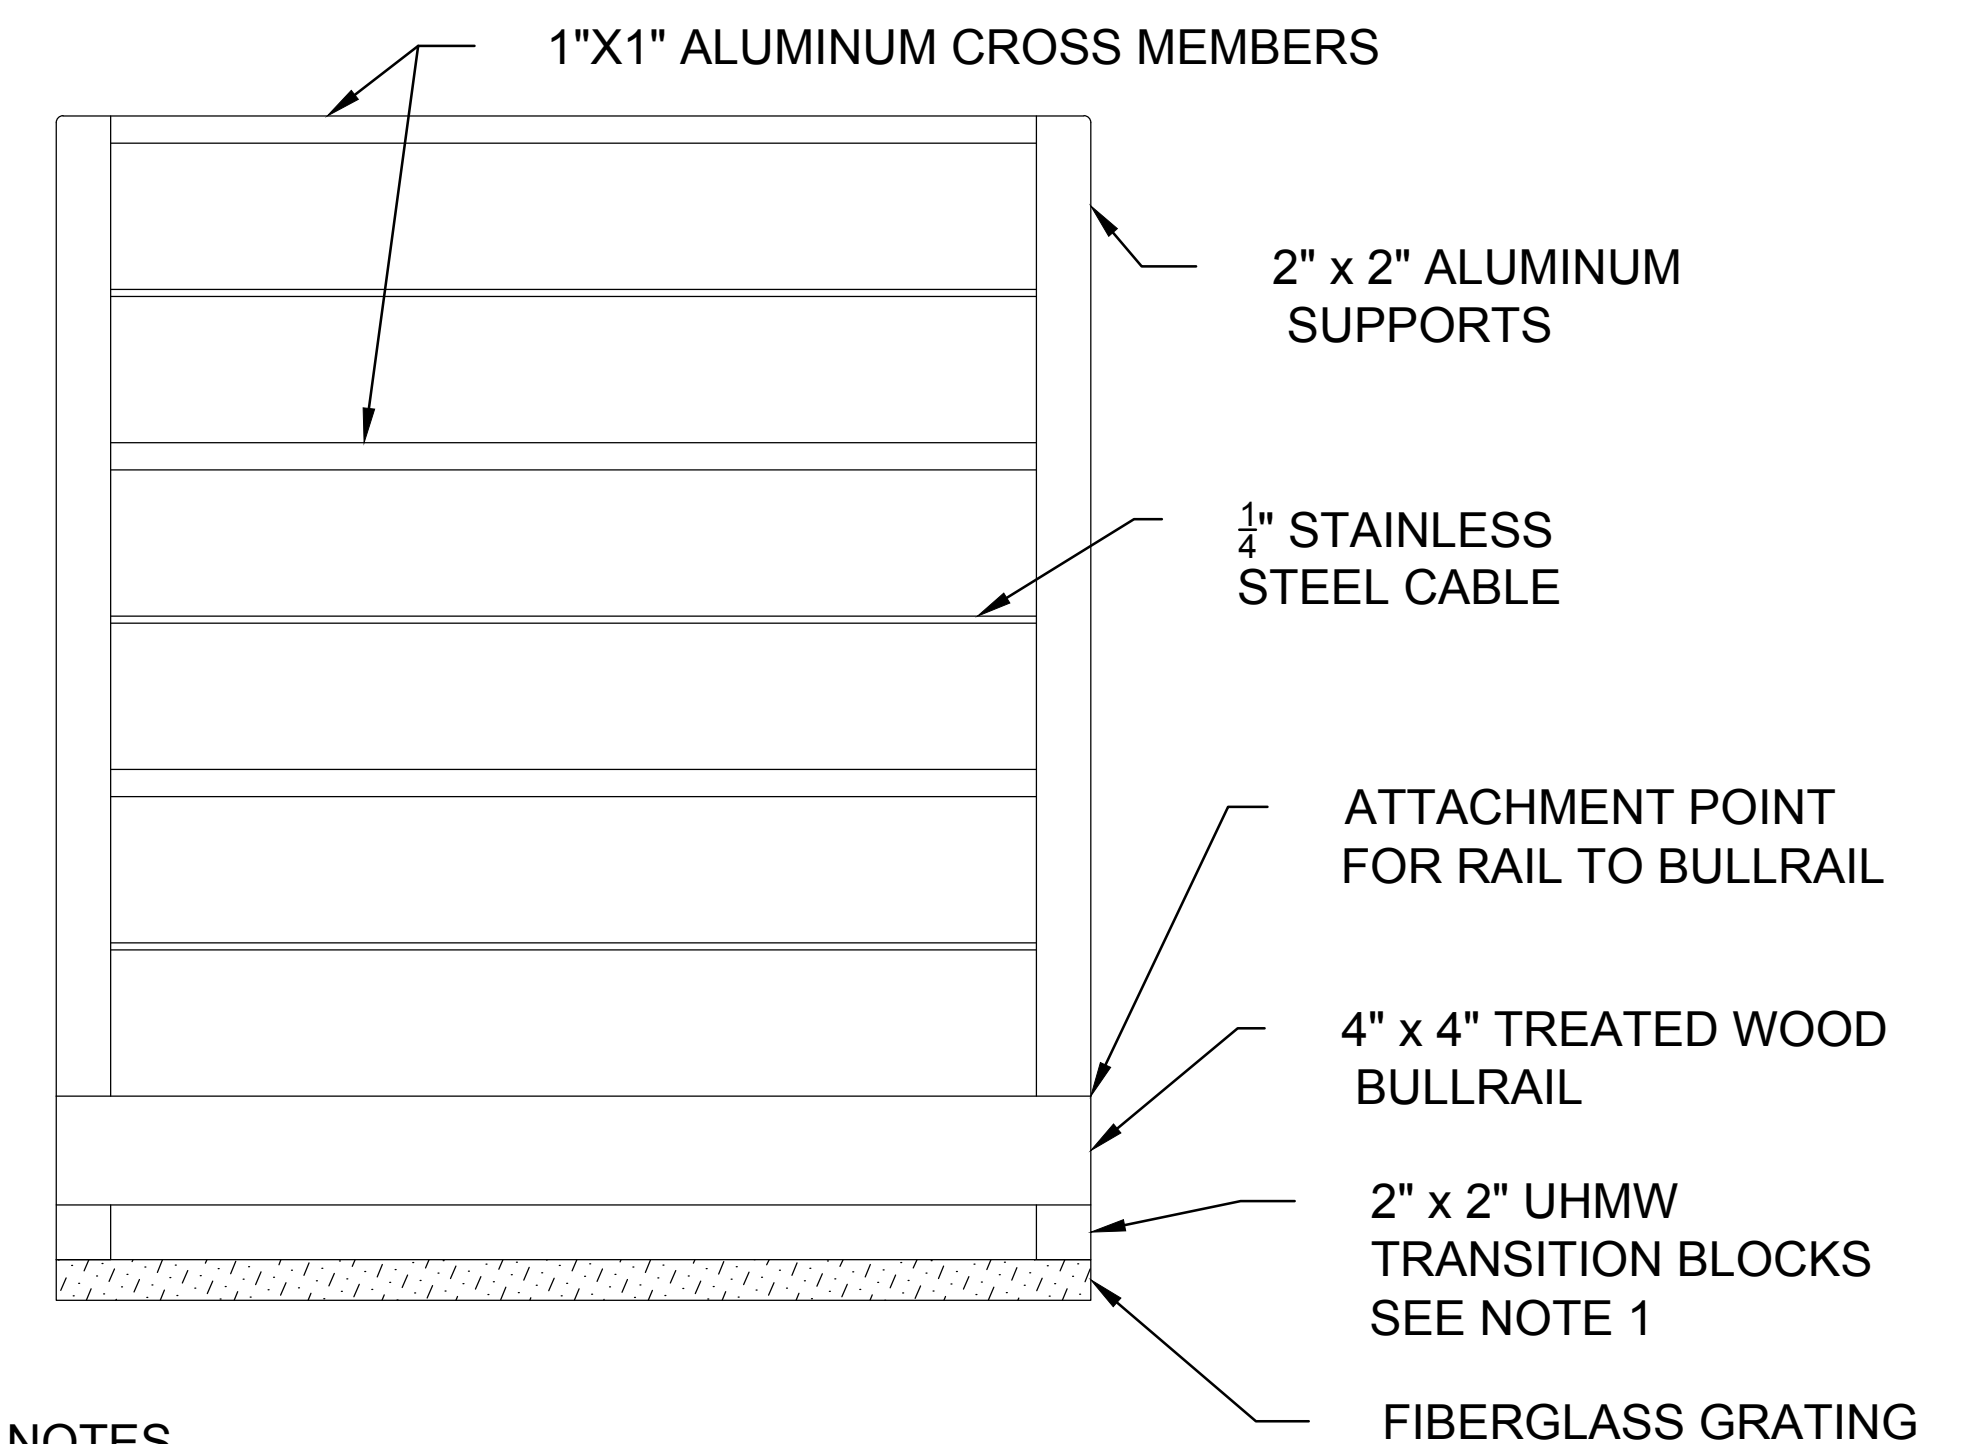 1"X1" ALUMINUM CROSS MEMBERS
2" x 2" ALUMINUM
SUPPORTS
1/4" STAINLESS
STEEL CABLE
ATTACHMENT POINT
FOR RAIL TO BULLRAIL
4" x 4" TREATED WOOD
BULLRAIL
2" x 2" UHMW
TRANSITION BLOCKS
SEE NOTE 1
FIBERGLASS GRATING
NOTES